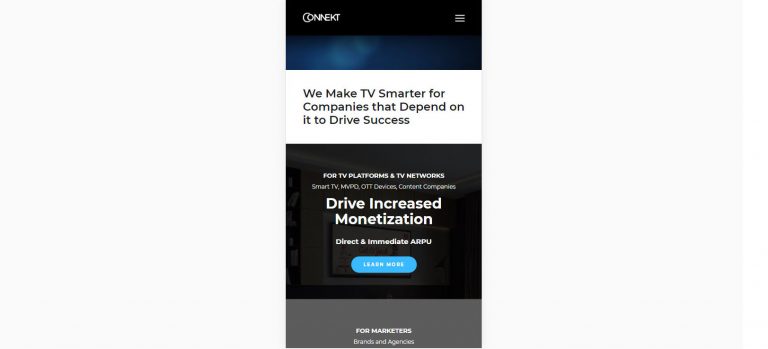 CONNEKT
We Make TV Smarter for
Companies that Depend on
it to Drive Success
FOR TV PLATFORMS & TV NETWORKS
Smart TV, MVPD, OTT Devices, Content Companies
Drive Increased
Monetization
Direct & Immediate ARPU
LEARN MORE
FOR MARKETERS
Brands and Agencies